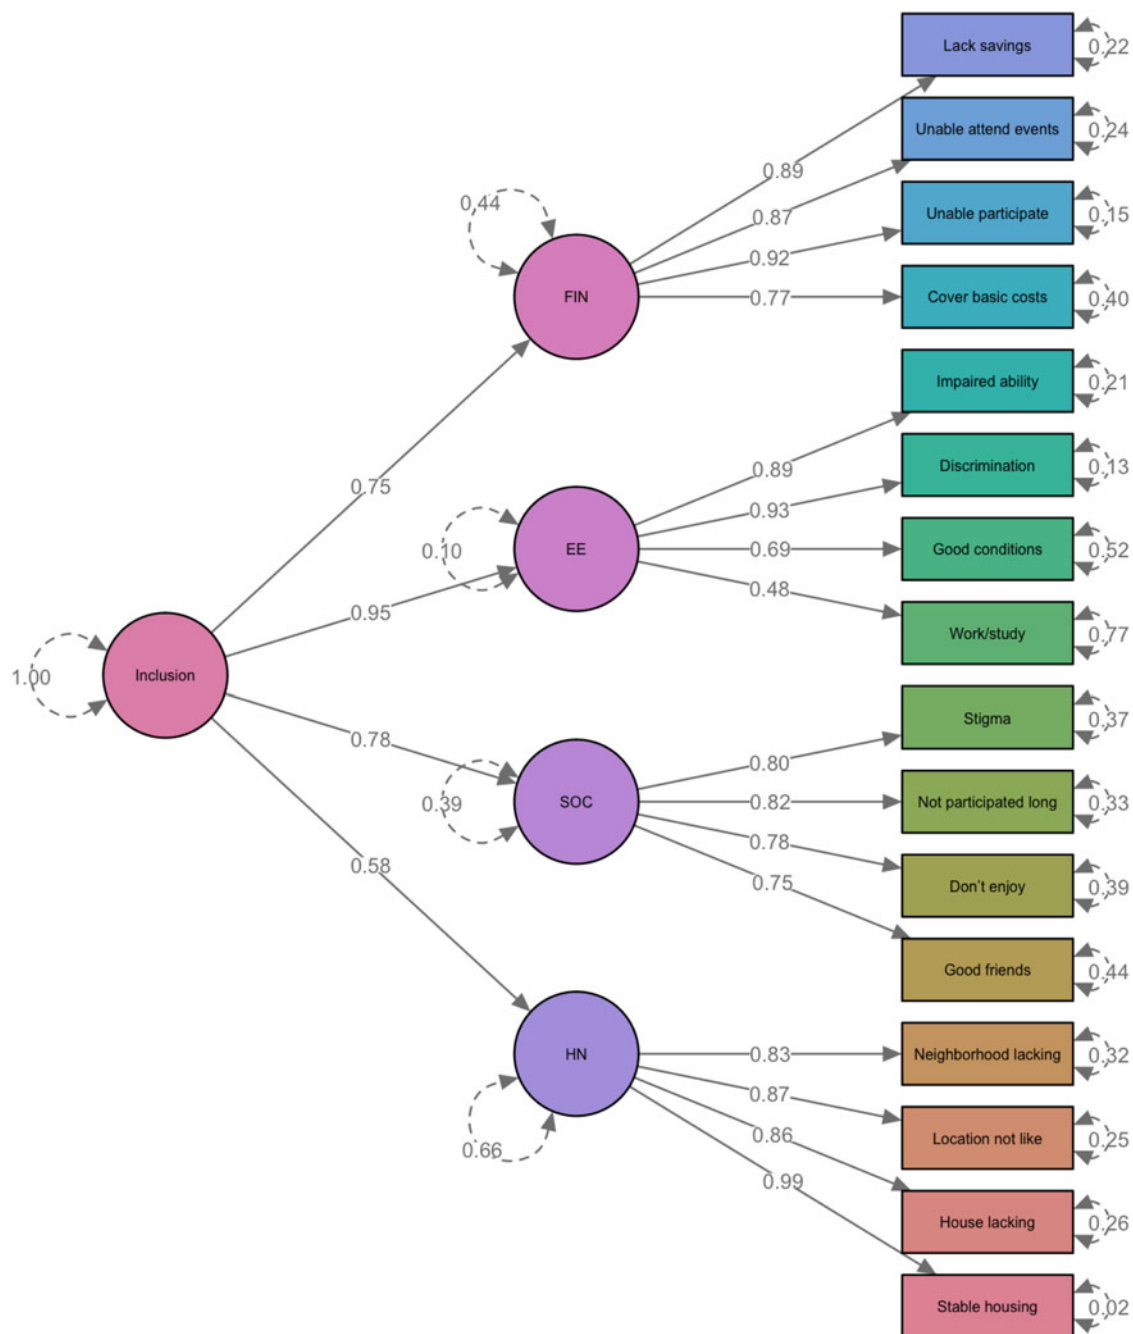 Lack savings
0.22
Unable attend events
0.24
0.89
0.44
0.87
Unable participate
0.15
0.92
FIN
0.77
Cover basic costs
0.40
Impaired ability
0.21
0.89
Discrimination
0.13
0.75
0.93
0.10
EE
0.69
Good conditions
0.52
0.48
0.95
Work/study
0.77
1.00
Inclusion
Stigma
0.37
0.78
0.80
0.39
SOC
0.82
Not participated long
0.33
0.78
0.58
0.75
Don't enjoy
0.39
Good friends
0.44
HN
0.83
Neighborhood lacking
0.32
0.87
Location not like
0.25
0.86
0.66
0.99
House lacking
0.26
Stable housing
0.02